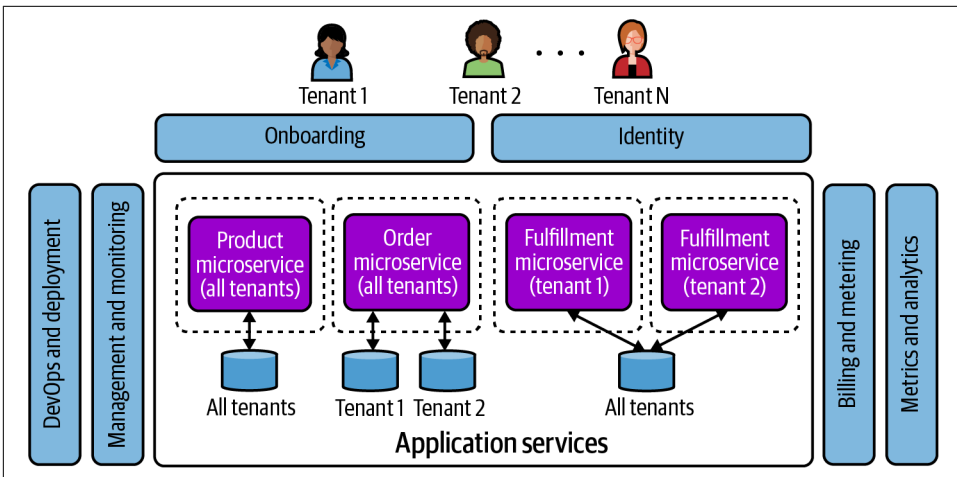 Tenant 1
Tenant 2
. . .
Tenant N
Onboarding
Identity
DevOps and deployment
Management and monitoring
Product
microservice
(all tenants)
Order
microservice
(all tenants)
Fulfillment
microservice
(tenant 1)
Fulfillment
microservice
(tenant 2)
All tenants
Tenant 1
Tenant 2
All tenants
Application services
Billing and metering
Metrics and analytics